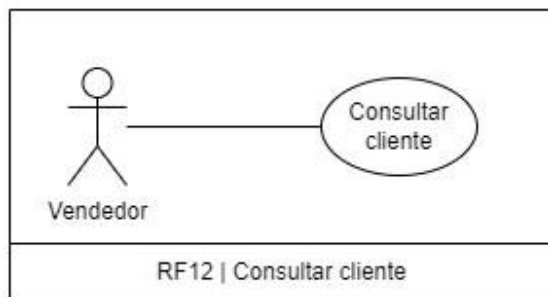 Consultar
cliente
Vendedor
RF12 | Consultar cliente